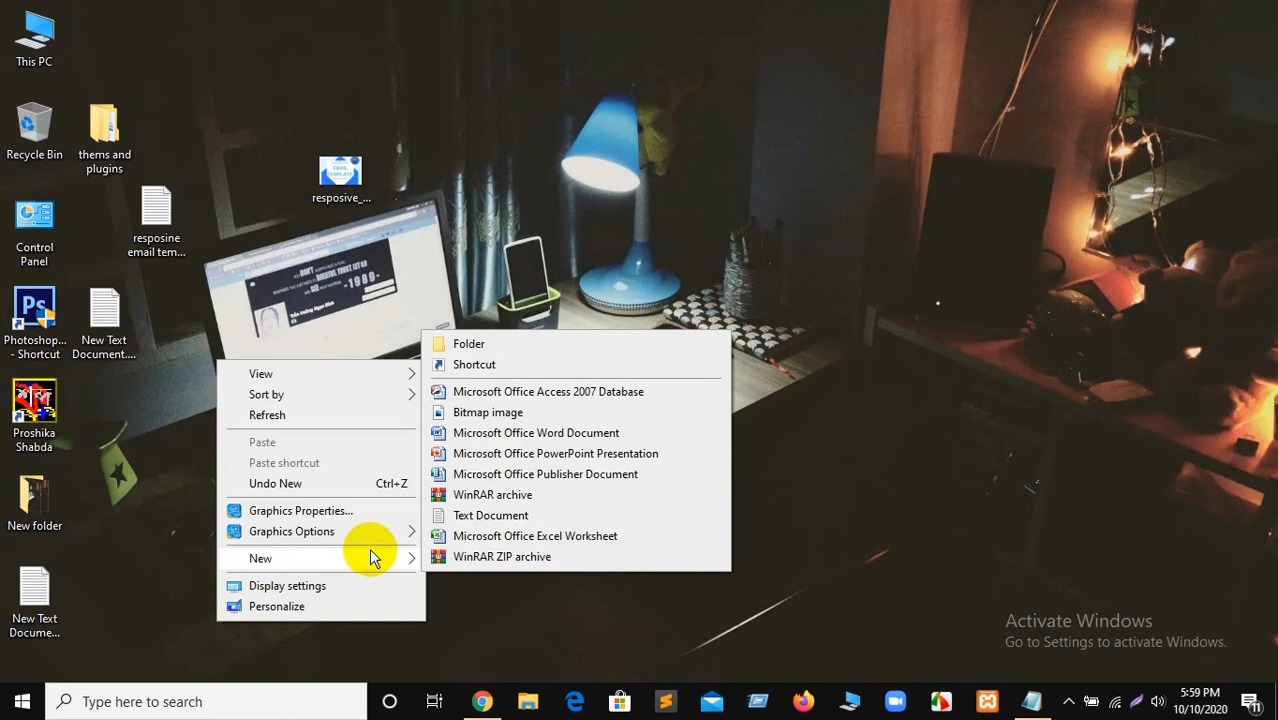 This PC
Recycle Bin
thems and
plugins
resposine
email tem...
resposive_...
Control
Panel
Photoshop...
- Shortcut
New Text
Document....
Proshika
Shabda
New folder
New Text
Docume...
View
Sort by
Refresh
Paste
Paste shortcut
Undo New Ctrl+Z
Graphics Properties...
Graphics Options
New
Display settings
Personalize
Folder
Shortcut
Microsoft Office Access 2007 Database
Bitmap image
Microsoft Office Word Document
Microsoft Office PowerPoint Presentation
Microsoft Office Publisher Document
WinRAR archive
Text Document
Microsoft Office Excel Worksheet
WinRAR ZIP archive
Activate Windows
Go to Settings to activate Windows.
Type here to search
5:59 PM
10/10/2020
11
Ps
-1989-